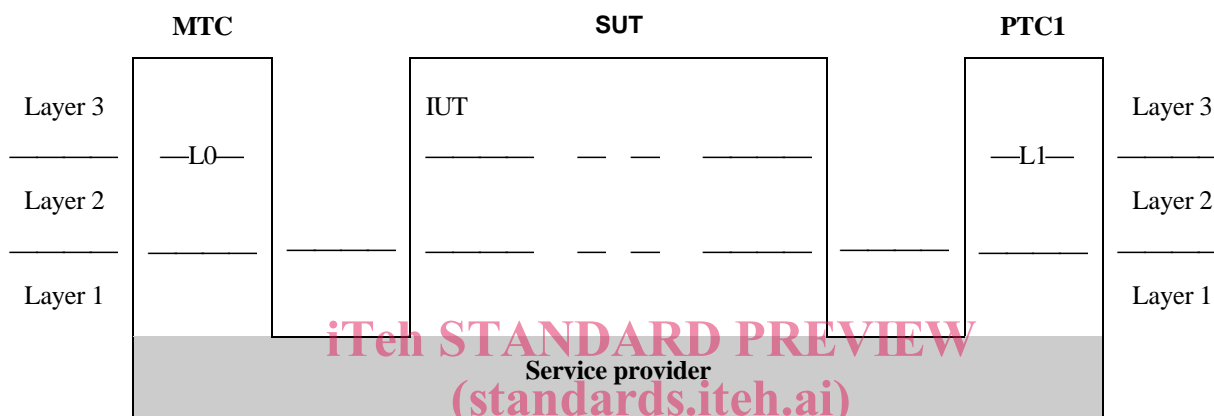 MTC SUT PTC1
Layer 3 IUT Layer 3
L0 L1
Layer 2 Layer 2
Layer 1 Layer 1
iTeh STANDARD PREVIEW
Service provider
(standards.iteh.ai)